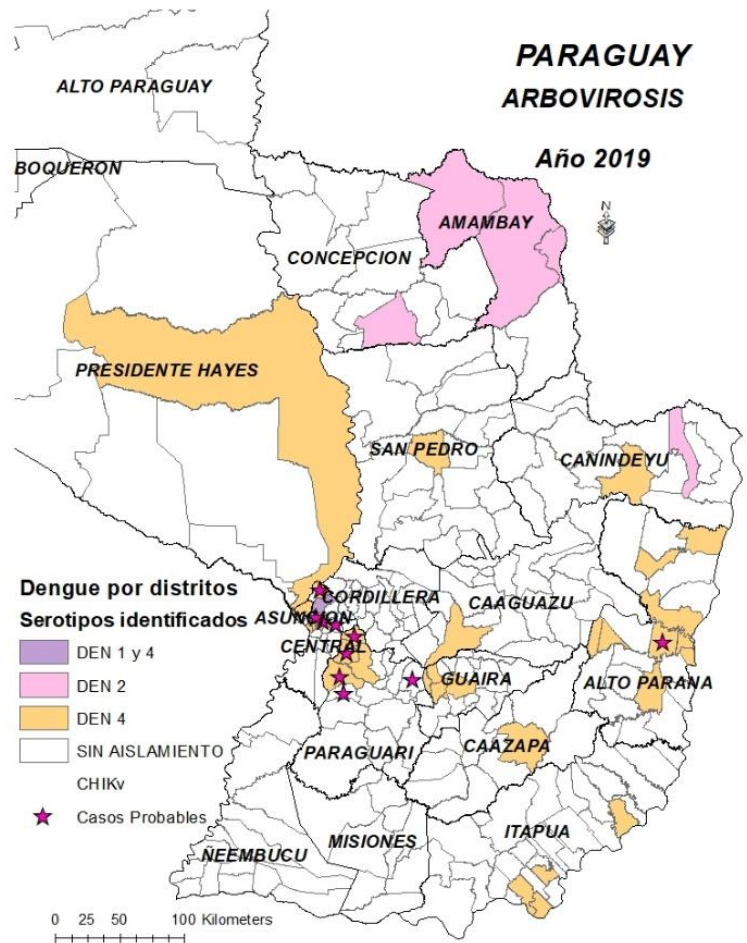 PARAGUAY
ARBOVIROSIS
Año 2019
ALTO PARAGUAY
BOQUERON
N
AMAMBAY
CONCEPCION
PRESIDENTE HAYES
SAN PEDRO
CANINDEYU
CORDILLERA
CAAGUAZU
ASUNCION
CENTRAL
GUAIRA
ALTO PARANA
PARAGUARI
CAAZAPA
MISIONES
ITAPUA
ÑEEMBUCU
Dengue por distritos
Serotipos identificados
DEN 1 y 4
DEN 2
DEN 4
SIN AISLAMIENTO
CHIKv
Casos Probables
0 25 50 100 Kilometers